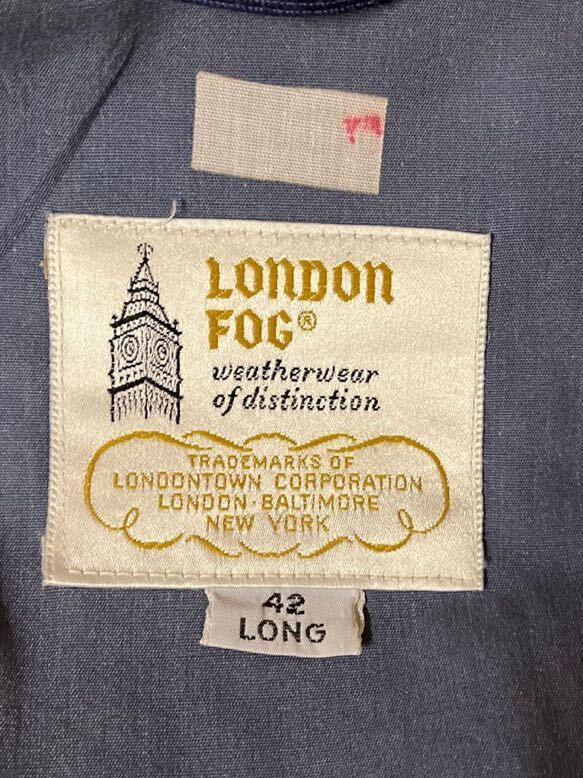 LONDON
FOG®
weatherwear
of distinction
TRADEMARKS OF
LONDONTOWN CORPORATION
LONDON · BALTIMORE
NEW YORK
42
LONG